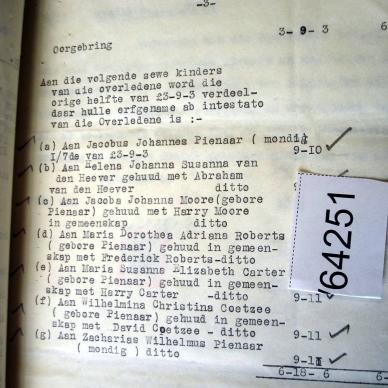 -3-
3- 9- 3
Oorgebring
Aan die volgende sewe kinders
van die overledene word die
orige helfte van £3-9-3 verdeel-
daar hulle erfgename ab intestato
van die Overledene is :-
(a) Aan Jacobus Johannes Pienaar ( mondig
1/7de van £3-9-3 9-10
(b) Aan Helena Johanna Susanna van
den Heever gehuud met Abraham
van den Heever ditto
(c) Aan Jacoba Johanna Moore(gebore
Pienaar) gehuud met Harry Moore
in gemeenskap ditto
(d) Aan Maria Dorothea Adriana Roberts
( gebore Pienaar) gehuud in gemeen-
skap met Frederick Roberts-ditto
(e) Aan Maria Susanna Elizabeth Carter
( gebore Pienaar) gehuud in gemeen-
skap met Harry Carter -ditto 9-11
(f) Aan Wilhelmina Christina Coetzee
( gebore Pienaar) gehuud in gemeen-
skap met David Coetzee - ditto 9-11
(g) Aan Zacharias Wilhelmus Pienaar
( mondig ) ditto 9-11
6-18- 6
64251